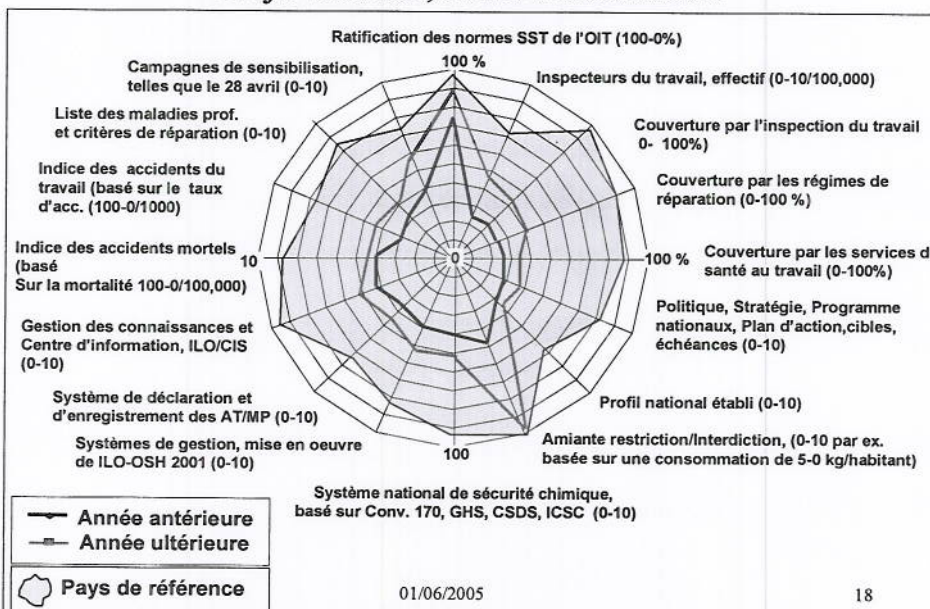 Ratification des normes SST de l'OIT (100-0%)
100 %
Campagnes de sensibilisation,
telles que le 28 avril (0-10)
Inspecteurs du travail, effectif (0-10/100,000)
Liste des maladies prof.
et critères de réparation (0-10)
Couverture par l'inspection du travail
0- 100%)
Indice des accidents du
travail (basé sur le taux
d'acc. (100-0/1000)
Couverture par les régimes de
réparation (0-100 %)
Indice des accidents mortels
(basé
Sur la mortalité 100-0/100,000)
10
0
100 %
Couverture par les services d
santé au travail (0-100%)
Politique, Stratégie, Programme
nationaux, Plan d'action,cibles,
échéances (0-10)
Gestion des connaissances et
Centre d'information, ILO/CIS
(0-10)
Profil national établi (0-10)
Système de déclaration et
d'enregistrement des AT/MP (0-10)
Amiante restriction/Interdiction, (0-10 par ex.
basée sur une consommation de 5-0 kg/habitant)
Systèmes de gestion, mise en oeuvre
de ILO-OSH 2001 (0-10)
100
Système national de sécurité chimique,
basé sur Conv. 170, GHS, CSDS, ICSC (0-10)
Année antérieure
Année ultérieure
Pays de référence
01/06/2005
18